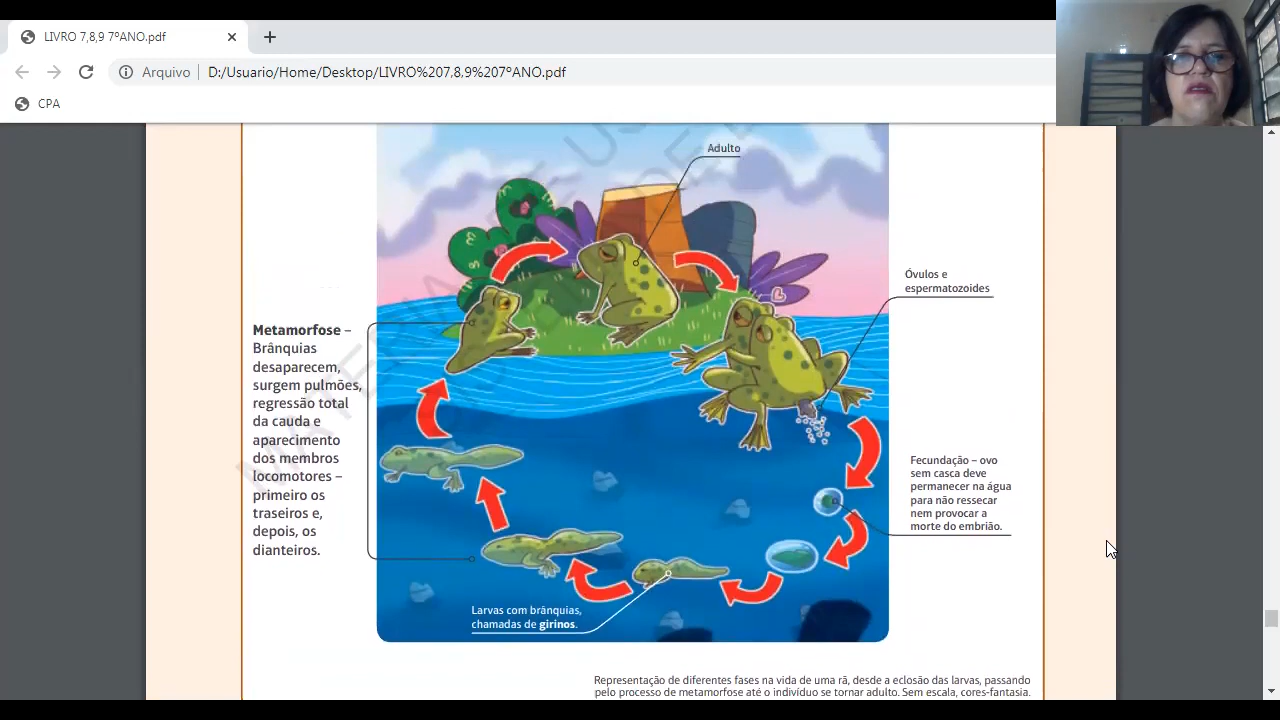 LIVRO 7,8,9 7ºANO.pdf
Arquivo
D:/Usuario/Home/Desktop/LIVRO%207,8,9%207ºANO.pdf
CPA
Adulto
Óvulos e
espermatozoides
Metamorfose –
Brânquias
desaparecem,
surgem pulmões,
regressão total
da cauda e
aparecimento
dos membros
locomotores –
primeiro os
traseiros e,
depois, os
dianteiros.
Fecundação – ovo
sem casca deve
permanecer na água
para não ressecar
nem provocar a
morte do embrião.
Larvas com brânquias,
chamadas de girinos.
Representação de diferentes fases na vida de uma rã, desde a eclosão das larvas, passando
pelo processo de metamorfose até o indivíduo se tornar adulto. Sem escala, cores-fantasia.